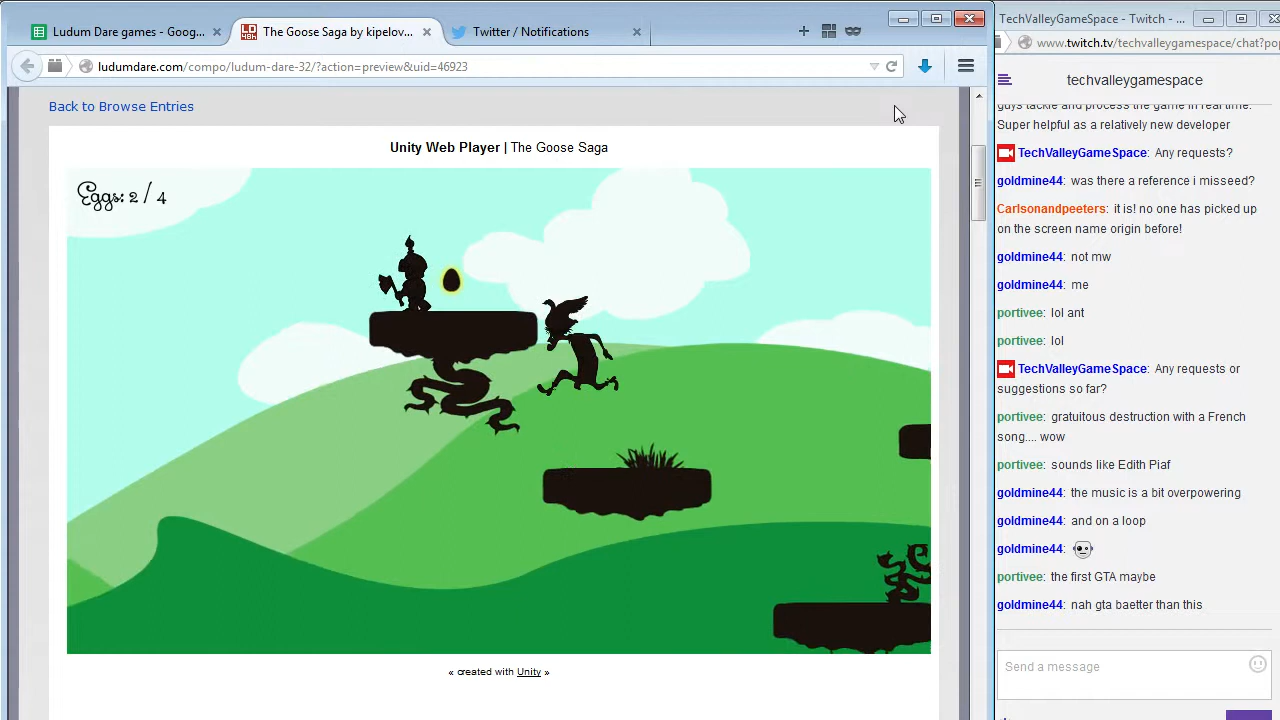 Ludum Dare games - Goog...
The Goose Saga by kipelov...
Twitter / Notifications
ludumdare.com/compo/ludum-dare-32/?action=preview&uid=46923
Back to Browse Entries
Unity Web Player | The Goose Saga
Eggs: 2 / 4
« created with Unity »
TechValleyGameSpace - Twitch - ...
www.twitch.tv/techvalleygamespace/chat?po
techvalleygamespace
guys tackle and process the game in real time.
Super helpful as a relatively new developer
TechValleyGameSpace: Any requests?
goldmine44: was there a reference i misseed?
Carlsonandpeeters: it is! no one has picked up
on the screen name origin before!
goldmine44: not mw
goldmine44: me
portivee: lol ant
portivee: lol
TechValleyGameSpace: Any requests or
suggestions so far?
portivee: gratuitous destruction with a French
song.... wow
portivee: sounds like Edith Piaf
goldmine44: the music is a bit overpowering
goldmine44: and on a loop
goldmine44:
portivee: the first GTA maybe
goldmine44: nah gta baetter than this
Send a message